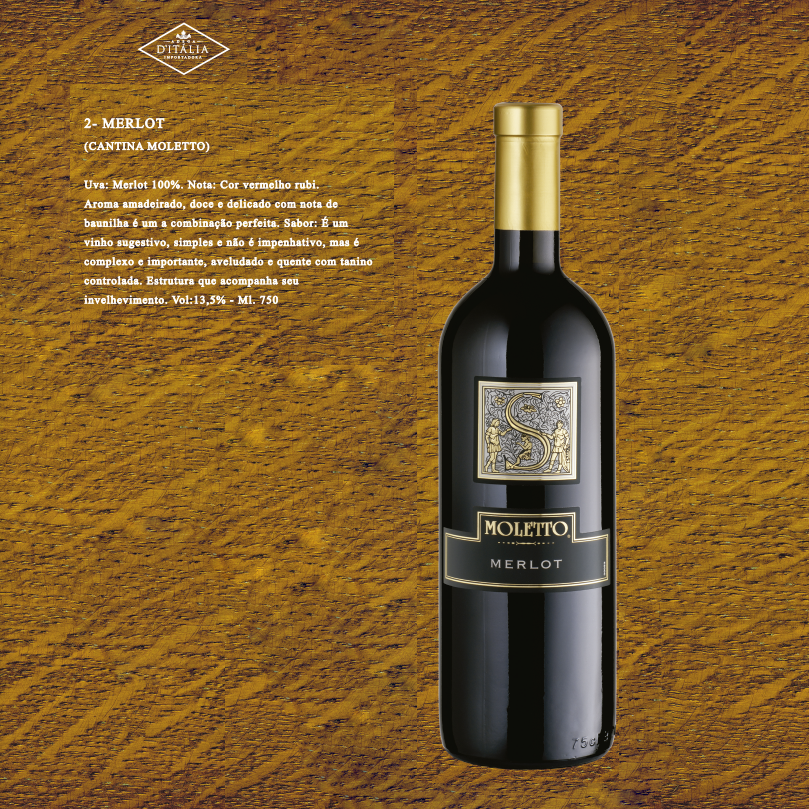 ADEGA
D'ITÁLIA
IMPORTADORA
2- MERLOT
(CANTINA MOLETTO)
Uva: Merlot 100%. Nota: Cor vermelho rubi.
Aroma amadeirado, doce e delicado com nota de
baunilha é um a combinação perfeita. Sabor: É um
vinho sugestivo, simples e não é impenhativo, mas é
complexo e importante, aveludado e quente com tanino
controlada. Estrutura que acompanha seu
invelhevimento. Vol:13,5% - Ml. 750
S
MOLETTO
MERLOT